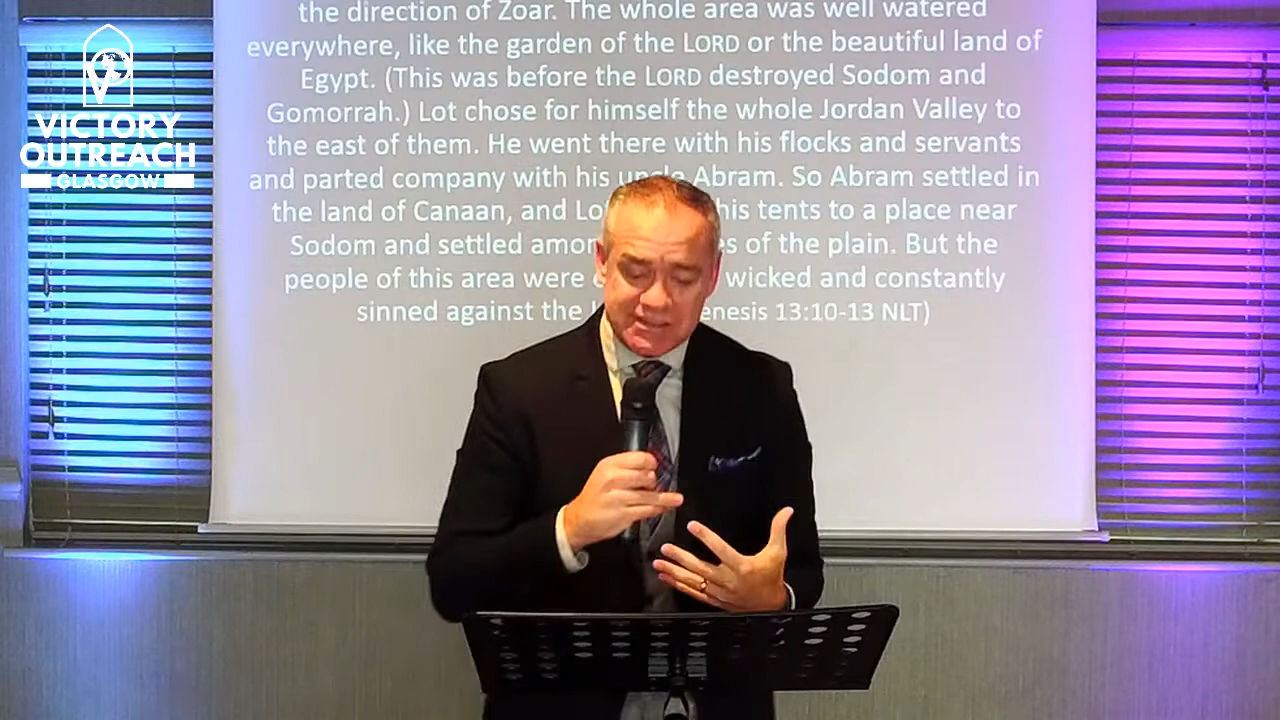 VICTORY
OUTREACH
GLASGOW
the direction of Zoar. The whole area was well watered
everywhere, like the garden of the LORD or the beautiful land of
Egypt. (This was before the LORD destroyed Sodom and
Gomorrah.) Lot chose for himself the whole Jordan Valley to
the east of them. He went there with his flocks and servants
and parted company with his uncle Abram. So Abram settled in
the land of Canaan, and his tents to a place near
Sodom and settled of the plain. But the
people of this area were wicked and constantly
sinned against the 13:10-13 NLT)